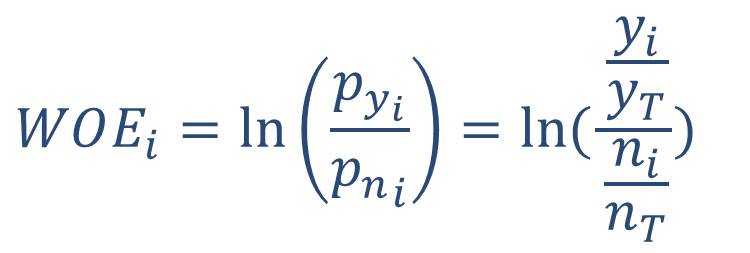 WOE_i = ln(p_{y_i}/p_{n_i}) = ln((y_i/y_T)/(n_i/n_T))